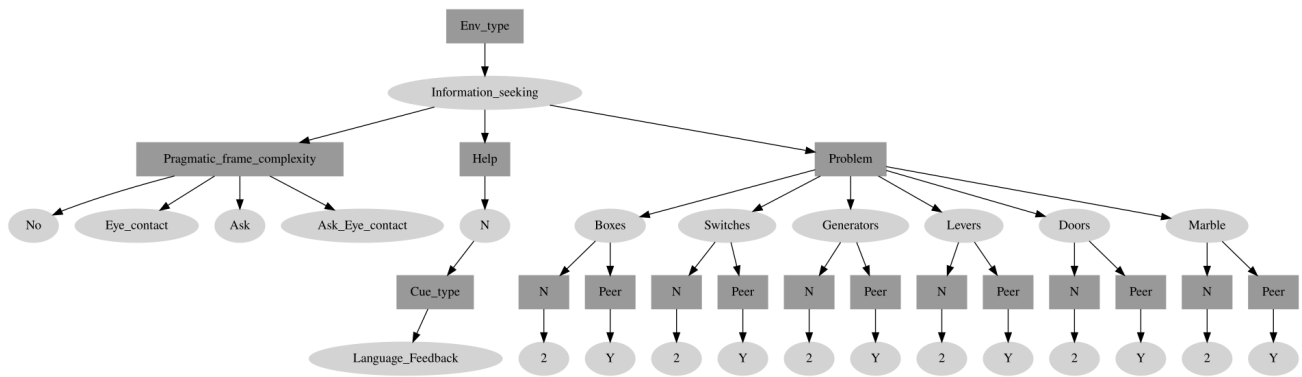 Env_type
Information_seeking
Pragmatic_frame_complexity Help Problem
No Eye_contact Ask Ask_Eye_contact N Boxes Switches Generators Levers Doors Marble
Cue_type N Peer N Peer N Peer N Peer N Peer N Peer
Language_Feedback 2 Y 2 Y 2 Y 2 Y 2 Y 2 Y